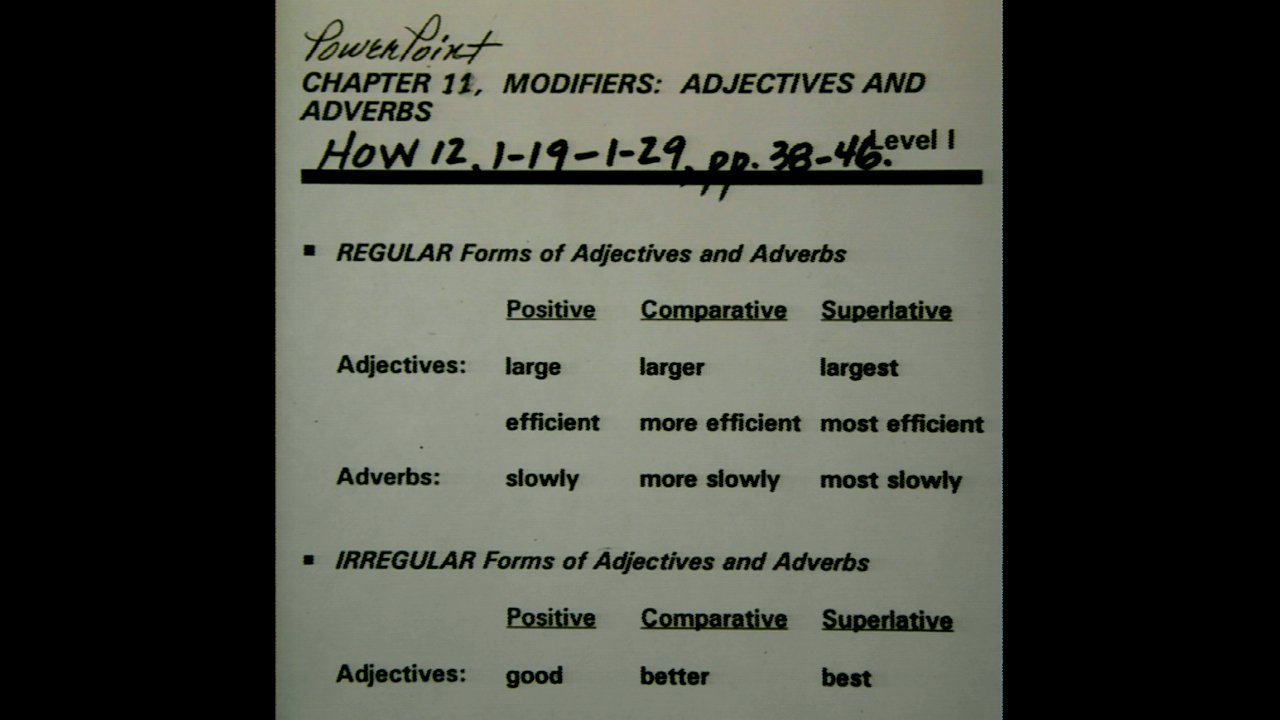 PowerPoint
CHAPTER 11, MODIFIERS: ADJECTIVES AND
ADVERBS
Level I
HOW 12, 1-19-1-29, pp. 38-46.
■ REGULAR Forms of Adjectives and Adverbs
Positive Comparative Superlative
Adjectives: large larger largest
efficient more efficient most efficient
Adverbs: slowly more slowly most slowly
■ IRREGULAR Forms of Adjectives and Adverbs
Positive Comparative Superlative
Adjectives: good better best